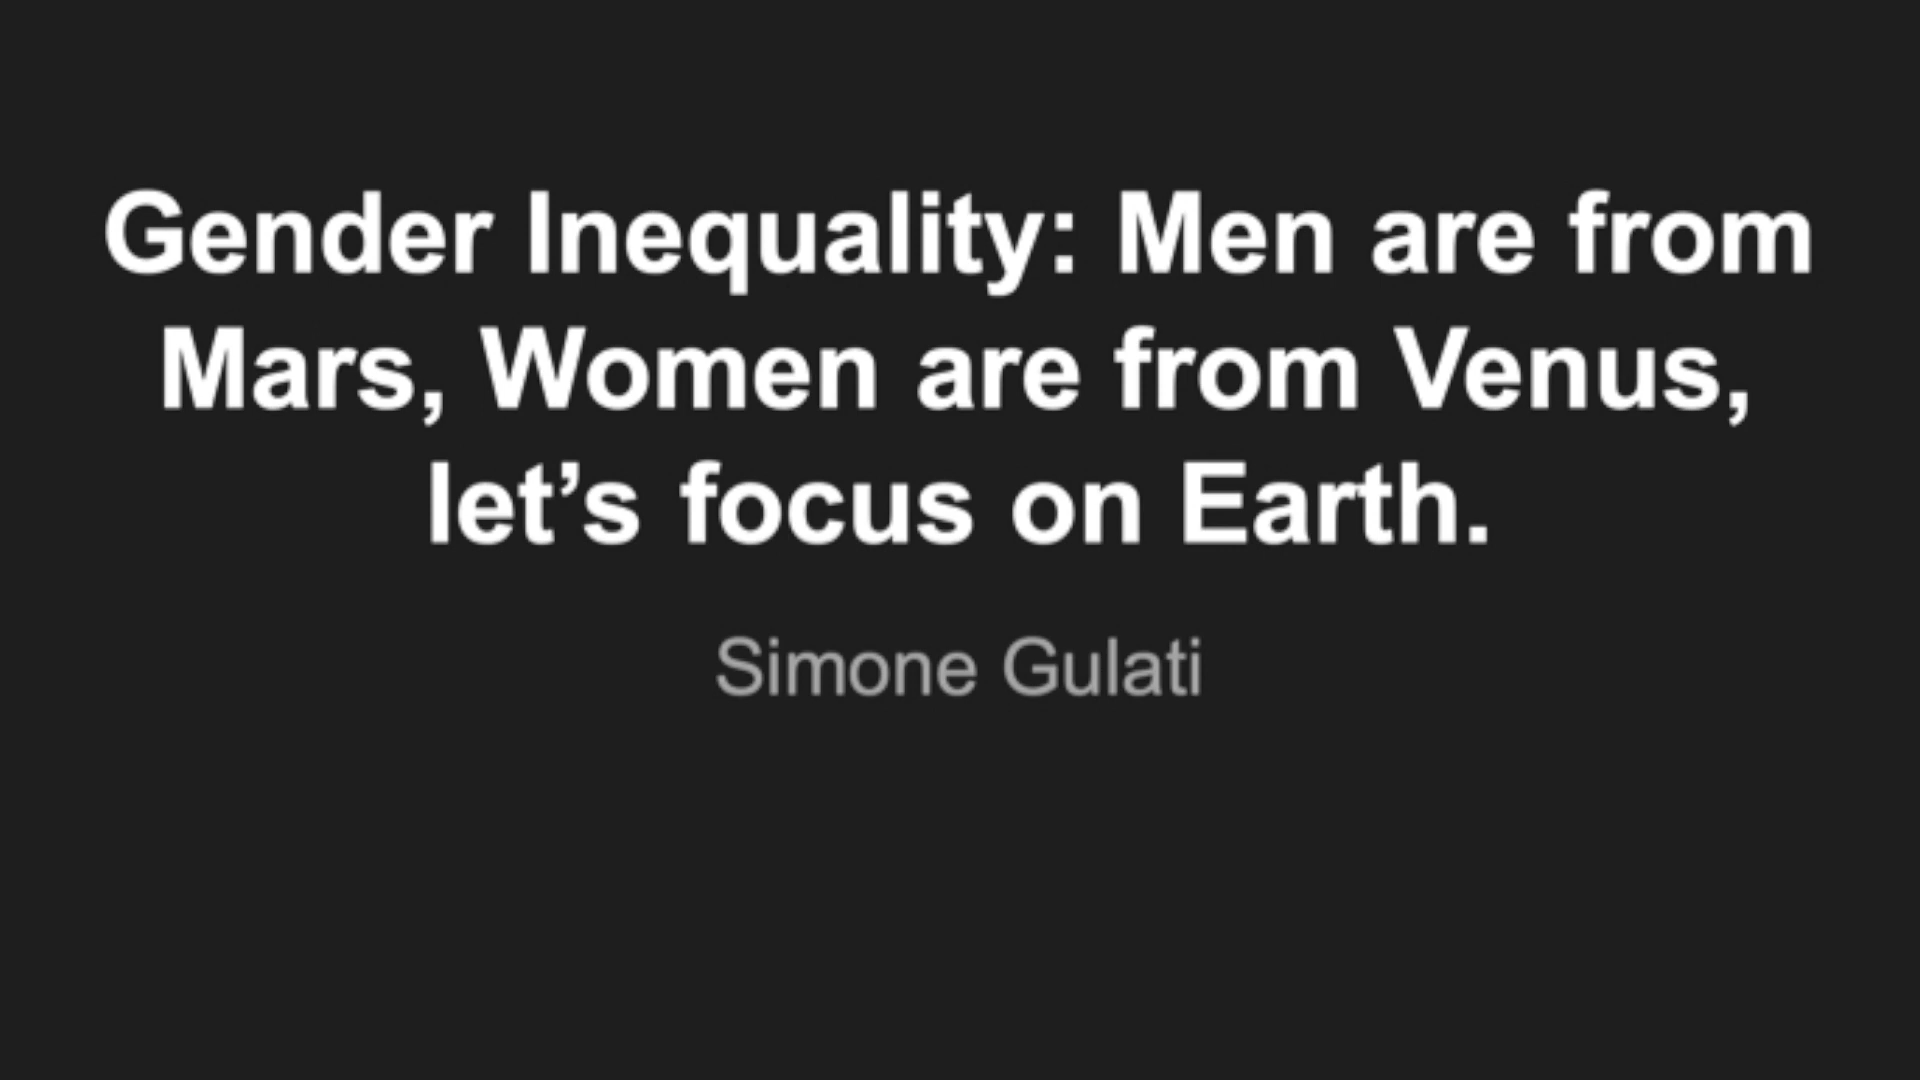 Gender Inequality: Men are from
Mars, Women are from Venus,
let’s focus on Earth.
Simone Gulati